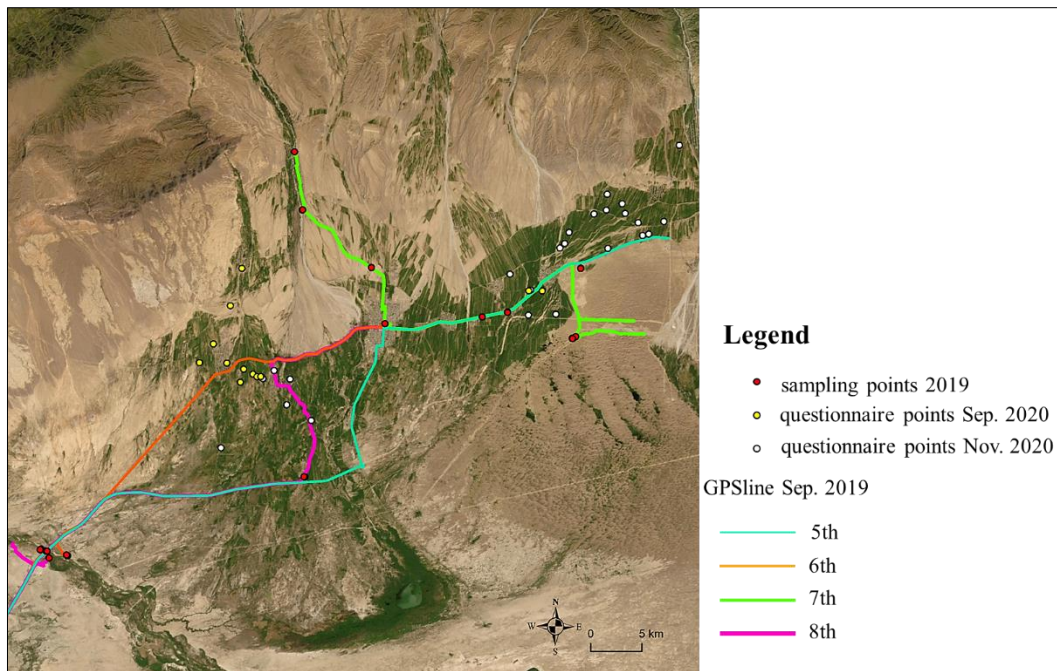 Legend
sampling points 2019
questionnaire points Sep. 2020
questionnaire points Nov. 2020
GPSline Sep. 2019
5th
6th
7th
8th
N
W E
S
0 5 km